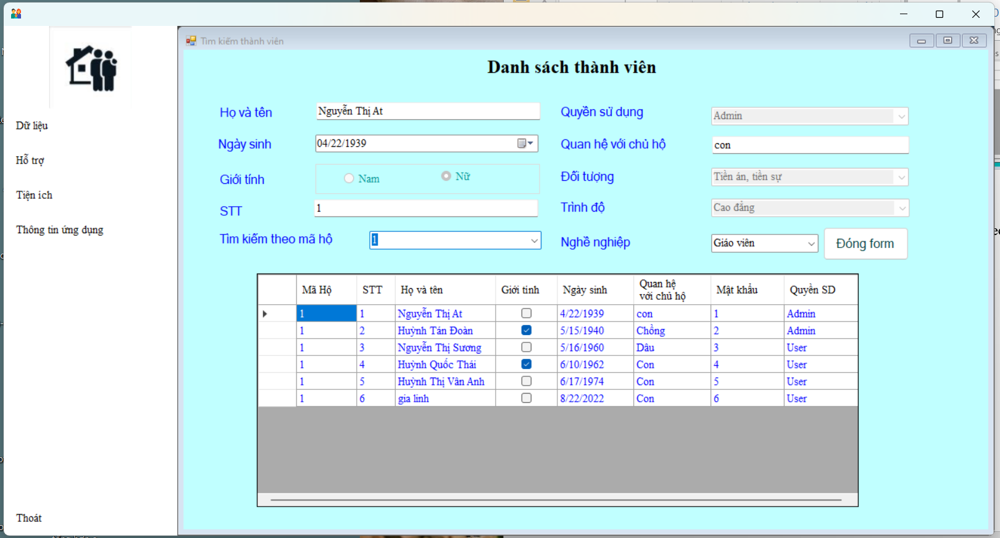 Tìm kiếm thành viên
Danh sách thành viên
Dữ liệu
Hỗ trợ
Tiện ích
Thông tin ứng dụng
Thoát
Họ và tên
Nguyễn Thị At
Quyền sử dụng
Admin
Ngày sinh
04/22/1939
Quan hệ với chủ hộ
con
Giới tính
Nam
Nữ
Đối tượng
Tiền án, tiền sự
STT
1
Trình độ
Cao đẳng
Tìm kiếm theo mã hộ
1
Nghề nghiệp
Giáo viên
Đóng form
Mã Hộ STT Họ và tên Giới tính Ngày sinh Quan hệ với chủ hộ Mật khẩu Quyền SD
1 1 Nguyễn Thị At 4/22/1939 con 1 Admin
1 2 Huỳnh Tán Đoàn 5/15/1940 Chồng 2 Admin
1 3 Nguyễn Thị Sương 5/16/1960 Dâu 3 User
1 4 Huỳnh Quốc Thái 6/10/1962 Con 4 User
1 5 Huỳnh Thị Vân Anh 6/17/1974 Con 5 User
1 6 gia linh 8/22/2022 Con 6 User